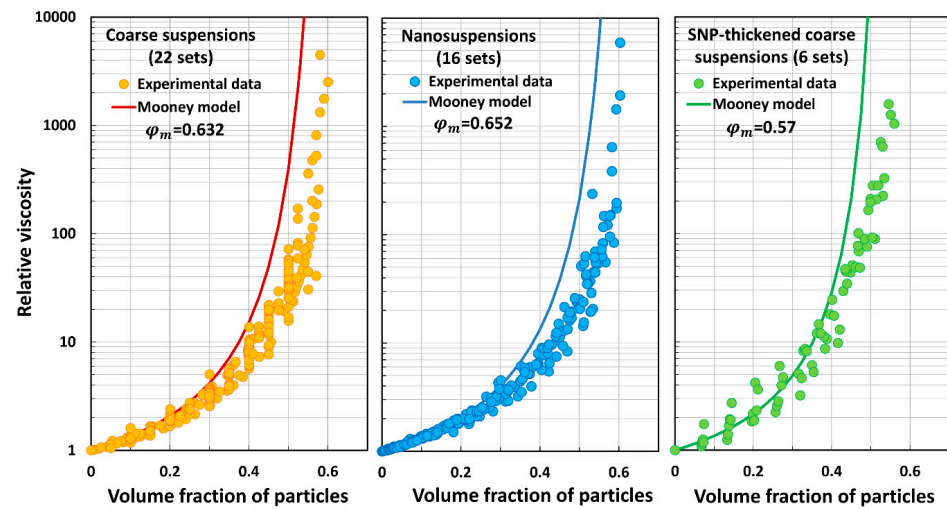 10000
1000
100
10
1
Relative viscosity
Coarse suspensions
(22 sets)
Experimental data
Mooney model
φm=0.632
0
0.2
0.4
0.6
Volume fraction of particles
Nanosuspensions
(16 sets)
Experimental data
Mooney model
φm=0.652
0
0.2
0.4
0.6
Volume fraction of particles
SNP-thickened coarse
suspensions (6 sets)
Experimental data
Mooney model
φm=0.57
0
0.2
0.4
0.6
Volume fraction of particles